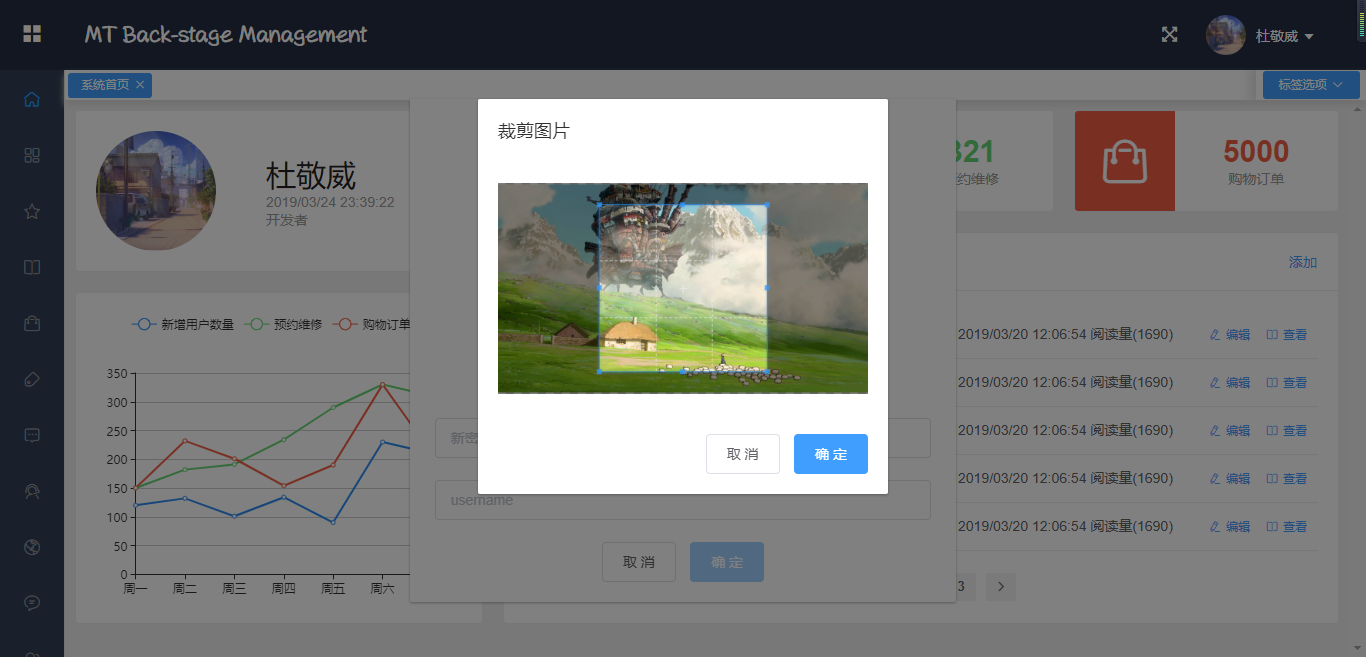 MT Back-stage Management
杜敬威
系统首页
标签选项
杜敬威
2019/03/24 23:39:22
开发者
321
预约维修
5000
购物订单
裁剪图片
取消
确定
添加
新增用户数量 预约维修 购物订单
350
300
250
200
150
100
50
0
周一 周二 周三 周四 周五 周六
新密
username
取消
确定
2019/03/20 12:06:54 阅读量(1690) 编辑 查看
2019/03/20 12:06:54 阅读量(1690) 编辑 查看
2019/03/20 12:06:54 阅读量(1690) 编辑 查看
2019/03/20 12:06:54 阅读量(1690) 编辑 查看
2019/03/20 12:06:54 阅读量(1690) 编辑 查看
3